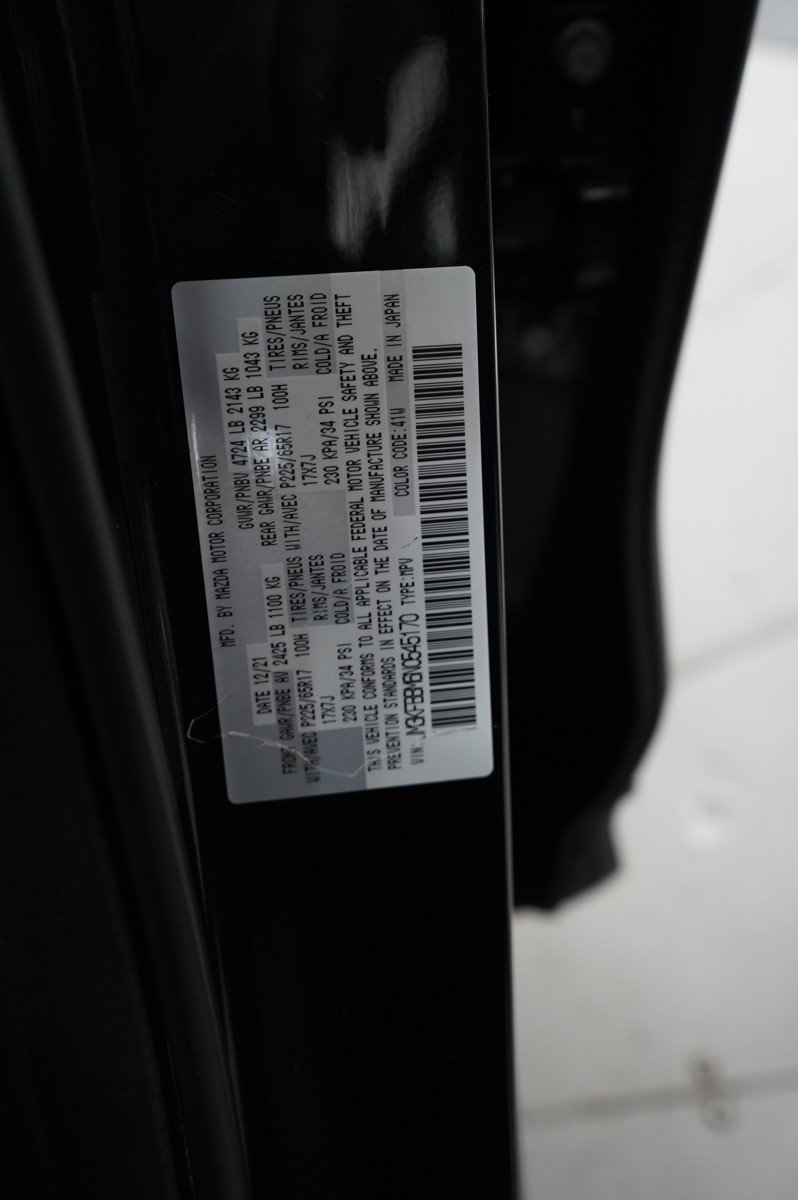 MFD. BY MAZDA MOTOR CORPORATION
DATE 12/21 GVWR/PNBV 4724 LB 2143 KG
FRONT GAWR/PNBE AV 2425 LB 1100 KG REAR GAWR/PNBE AR 2299 LB 1043 KG
WITH/AVEC P225/65R17 100H TIRES/PNEUS WITH/AVEC P225/65R17 100H TIRES/PNEUS
17X7J RIMS/JANTES 17X7J RIMS/JANTES
230 KPA/34 PSI COLD/A FROID 230 KPA/34 PSI COLD/A FROID
THIS VEHICLE CONFORMS TO ALL APPLICABLE FEDERAL MOTOR VEHICLE SAFETY AND THEFT
PREVENTION STANDARDS IN EFFECT ON THE DATE OF MANUFACTURE SHOWN ABOVE.
VIN: JM3KFBBM6N0545170 TYPE:MPV COLOR CODE:41W MADE IN JAPAN